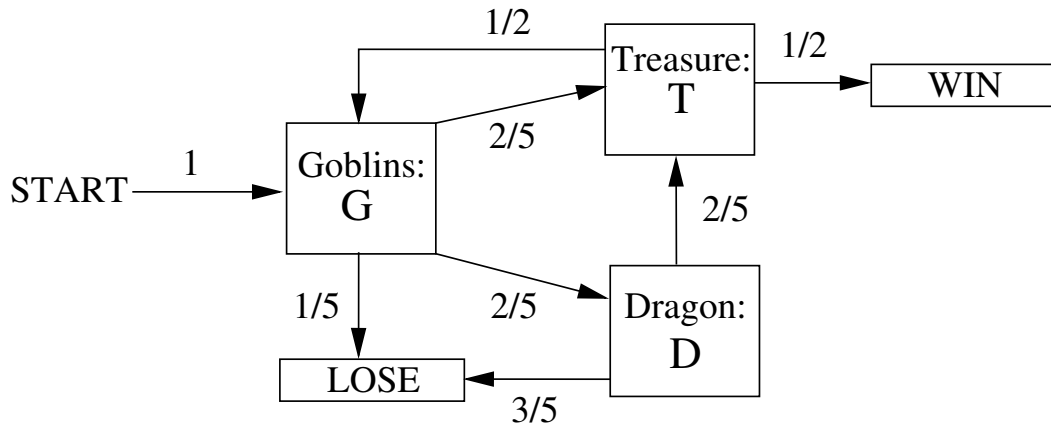 1/2
Treasure:
T
1/2
WIN
2/5
Goblins:
G
1
START
2/5
1/5
2/5
Dragon:
D
LOSE
3/5